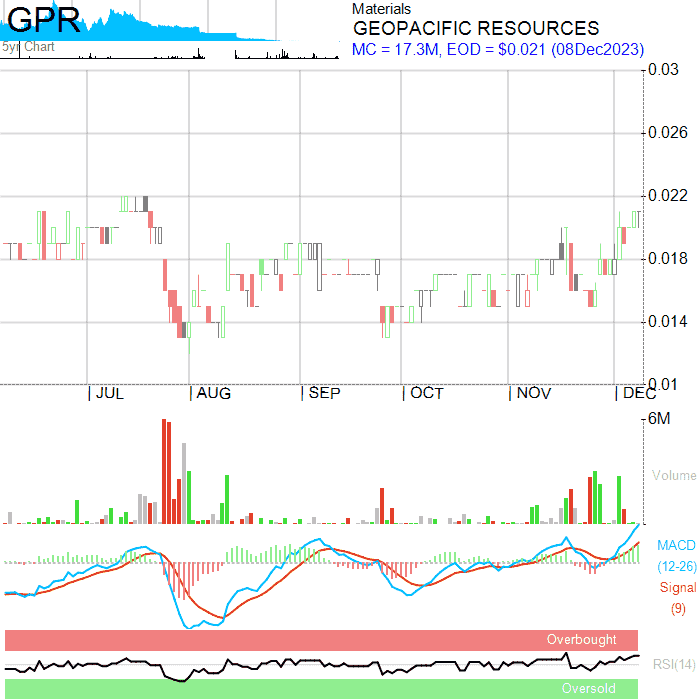 GPR
5yr Chart
Materials
GEOPACIFIC RESOURCES
MC = 17.3M, EOD = $0.021 (08Dec2023)
0.03
0.026
0.022
0.018
0.014
0.01
JUL AUG SEP OCT NOV DEC
6M
Volume
MACD
(12-26)
Signal
(9)
Overbought
RSI(14)
Oversold